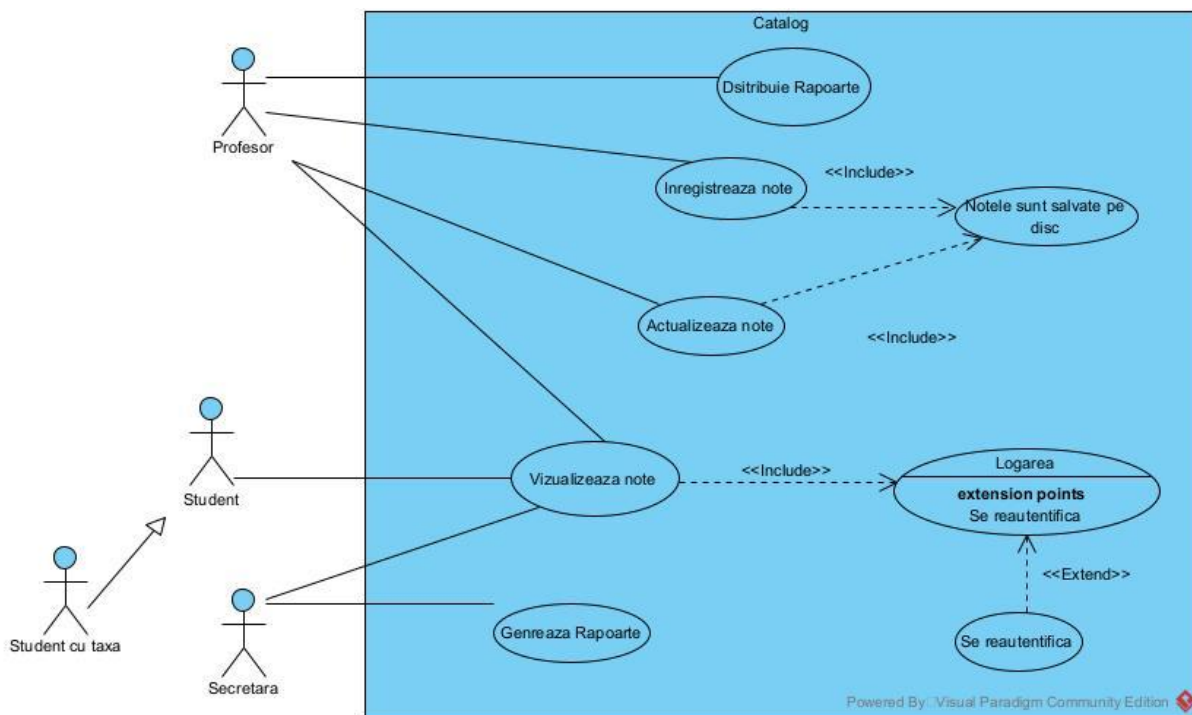 Catalog
Dsitribuie Rapoarte
Profesor
Inregistreaza note
<<Include>>
Notele sunt salvate pe
disc
Actualizeaza note
<<Include>>
Student
Vizualizeaza note
<<Include>>
Logarea
extension points
Se reautentifica
<<Extend>>
Student cu taxa
Secretara
Genreaza Rapoarte
Se reautentifica
Powered By Visual Paradigm Community Edition